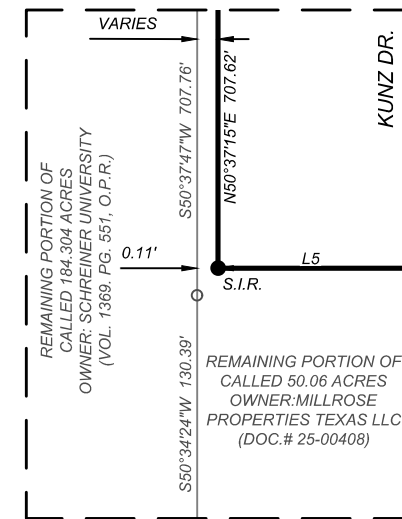 VARIES
S50°37'47"W 707.76'
N50°37'15"E 707.62'
KUNZ DR.
REMAINING PORTION OF
CALLED 184.304 ACRES
OWNER: SCHREINER UNIVERSITY
(VOL. 1369. PG. 551, O.P.R.)
0.11'
L5
S.I.R.
S50°34'24"W 130.39'
REMAINING PORTION OF
CALLED 50.06 ACRES
OWNER:MILLROSE
PROPERTIES TEXAS LLC
(DOC.# 25-00408)